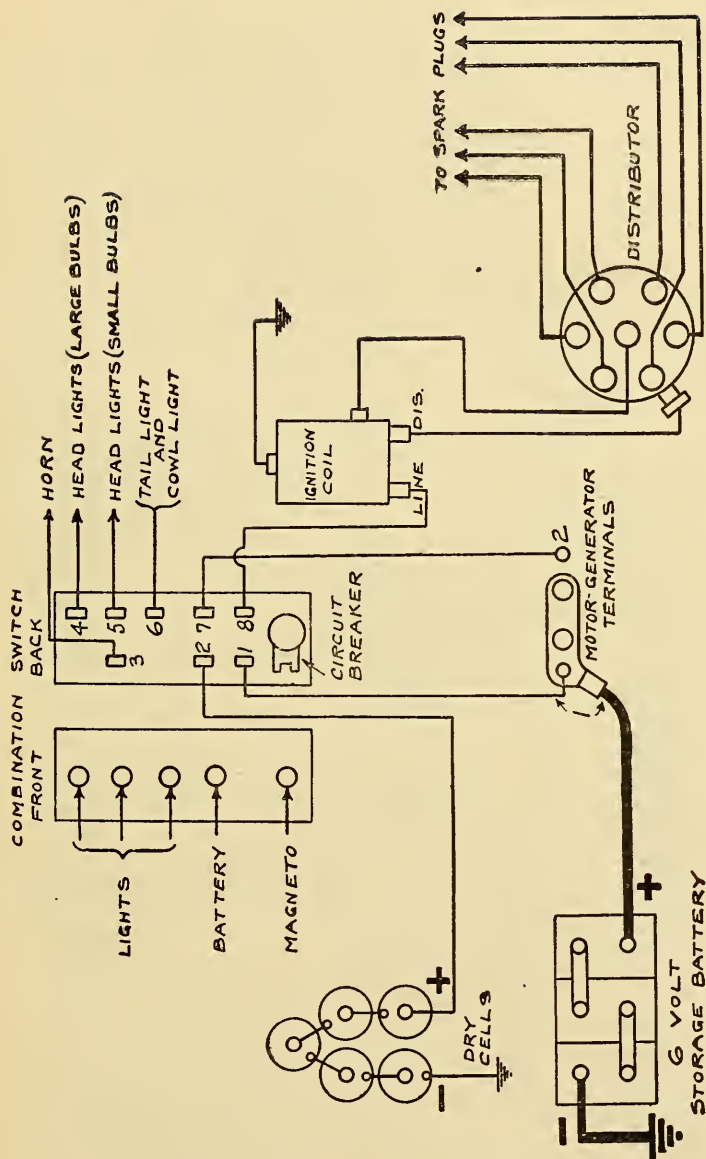 COMBINATION
FRONT
SWITCH
BACK
LIGHTS
BATTERY
MAGNETO
HORN
HEAD LIGHTS (LARGE BULBS)
HEAD LIGHTS (SMALL BULBS)
(TAIL LIGHT
AND
COWL LIGHT
4
5
6
3
7
2
8
1
CIRCUIT
BREAKER
IGNITION
COIL
LINE
DIS.
TO SPARK PLUGS
DISTRIBUTOR
2
MOTOR-GENERATOR
TERMINALS
1
+
-
DRY
CELLS
+
-
6 VOLT
STORAGE BATTERY